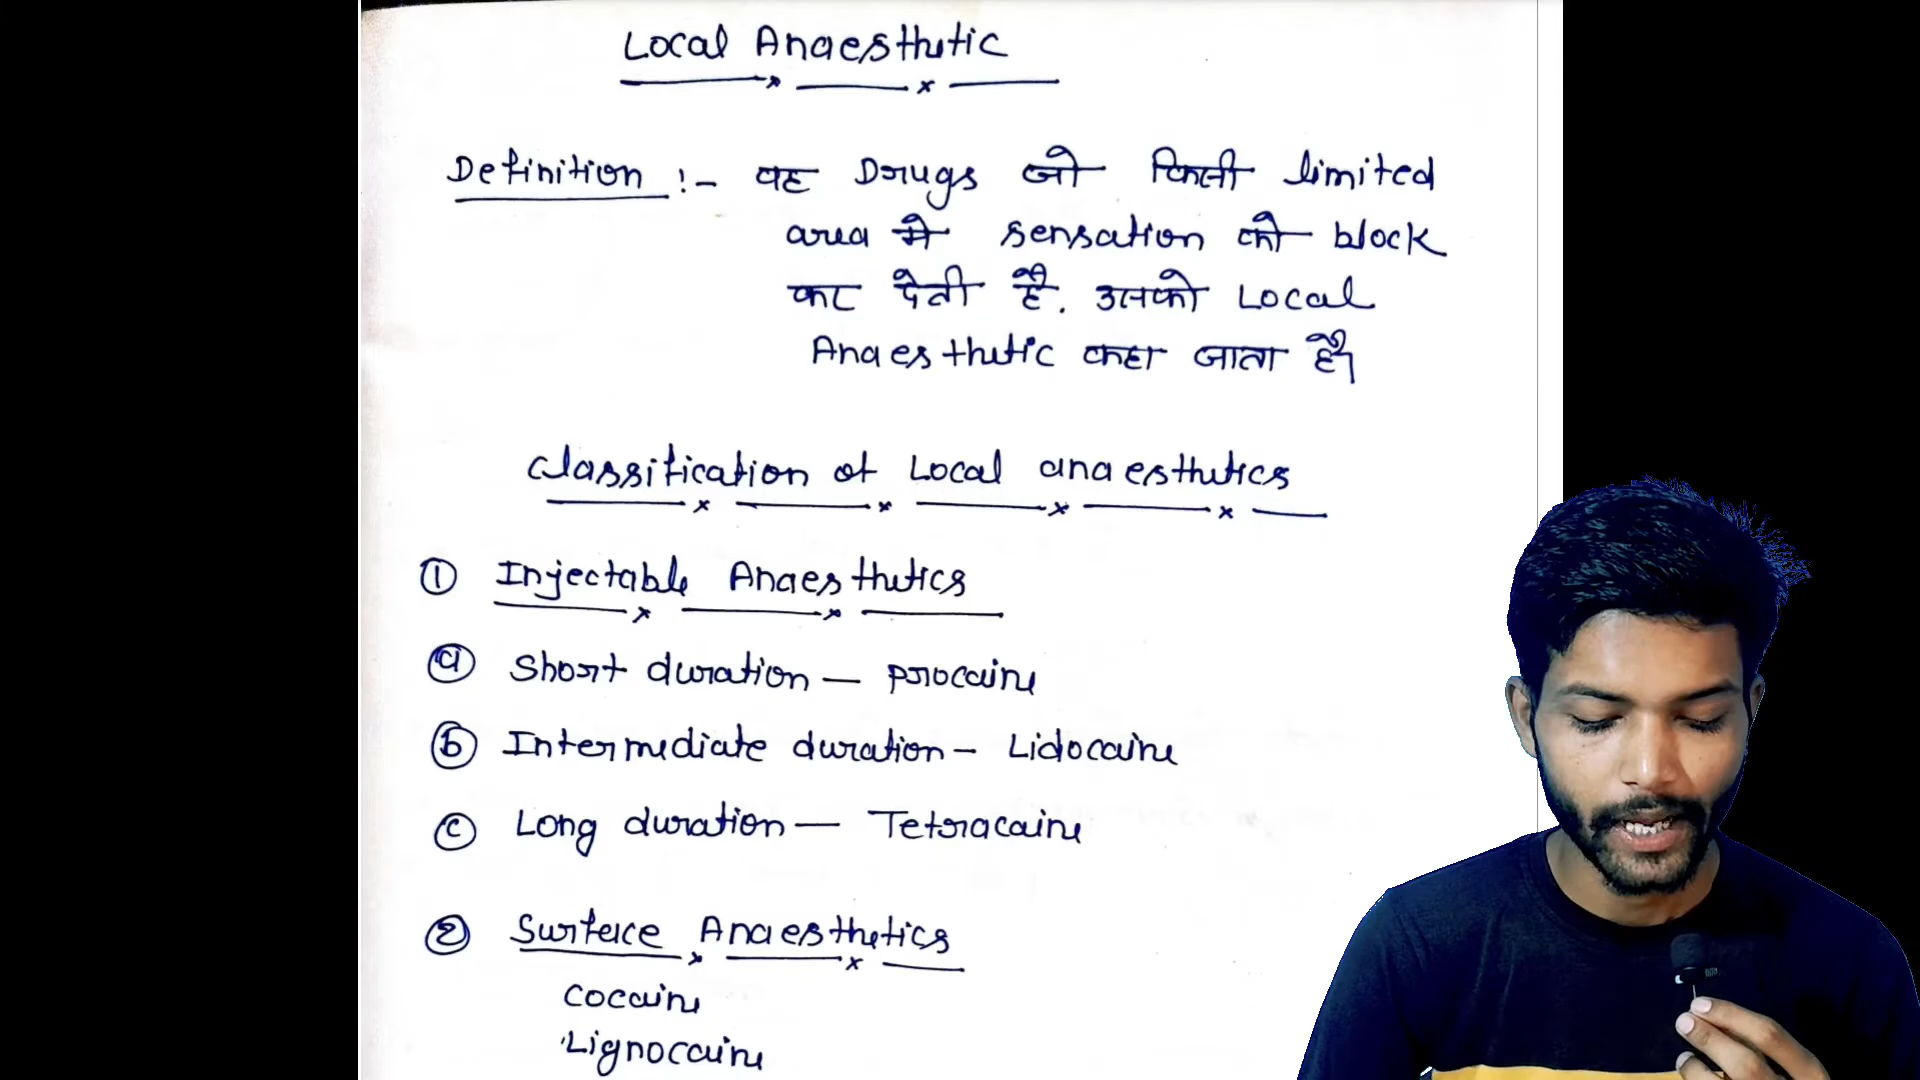 Local Anaesthetic
Definition :- वह Drugs जो किसी limited
area मे sensation को block
कर देती है. उनको Local
Anaesthetic कहा जाता है।
Classification of Local anaesthetics
① Injectable Anaesthetics
ⓐ Short duration — Procaine
ⓑ Intermediate duration - Lidocaine
ⓒ Long duration — Tetracaine
② Surface Anaesthetics
Cocaine
Lignocaine